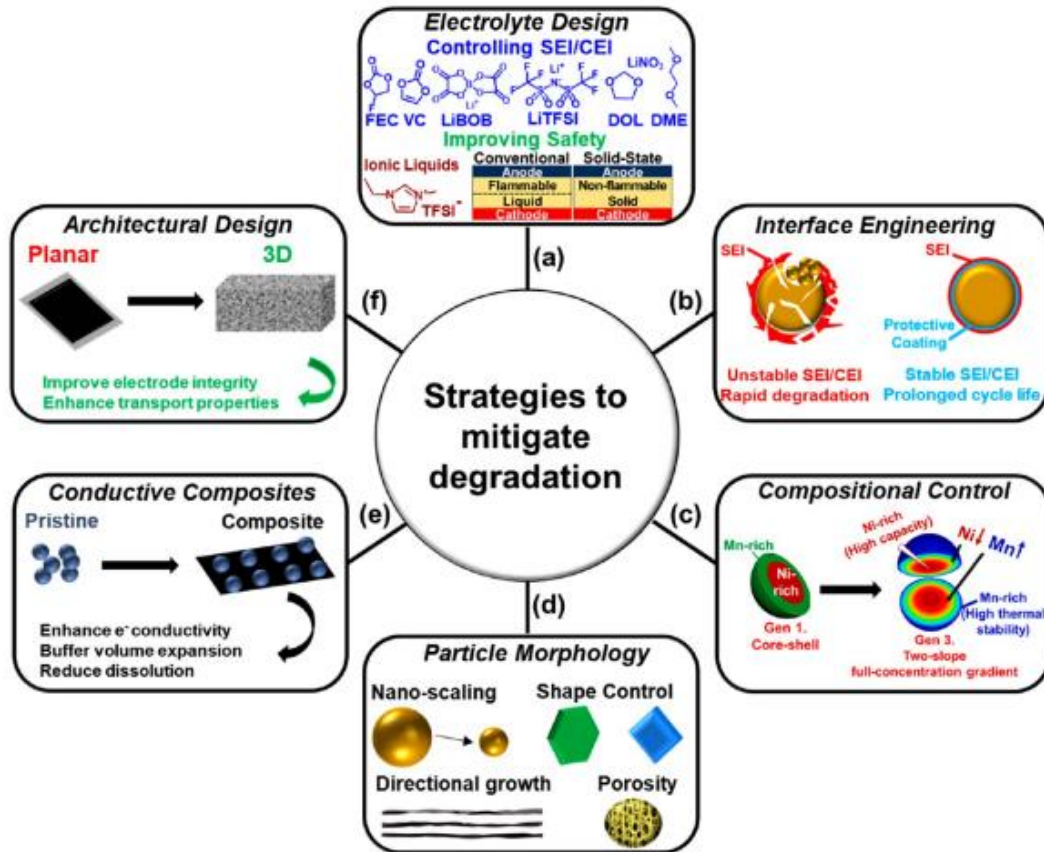 Electrolyte Design
Controlling SEI/CEI
O
O
O
F
O
O
O
O
O
O
O
O
B
O
O
O
O
Li⁺
F
F
F
Li⁺
N⁻
S
S
O
O
O
O
F
F
F
O
O
LiNO₂
O
O
FEC VC LiBOB LiTFSI DOL DME
Improving Safety
Ionic Liquids
N
N⁺
TFSI⁻
Conventional Solid-State
Anode Anode
Flammable Non-flammable
Liquid Solid
Cathode Cathode
(a)
Interface Engineering
SEI
SEI
Protective
Coating
Unstable SEI/CEI
Rapid degradation
Stable SEI/CEI
Prolonged cycle life
(b)
Compositional Control
Mn-rich
Ni-
rich
Gen 1.
Core-shell
Ni-rich
(High capacity)
Ni↓ Mn↑
Mn-rich
(High thermal
stability)
Gen 3.
Two-slope
full-concentration gradient
(c)
Particle Morphology
Nano-scaling
Shape Control
Directional growth
Porosity
(d)
Conductive Composites
Pristine
Composite
Enhance e⁻ conductivity
Buffer volume expansion
Reduce dissolution
(e)
Architectural Design
Planar
3D
Improve electrode integrity
Enhance transport properties
(f)
Strategies to
mitigate
degradation